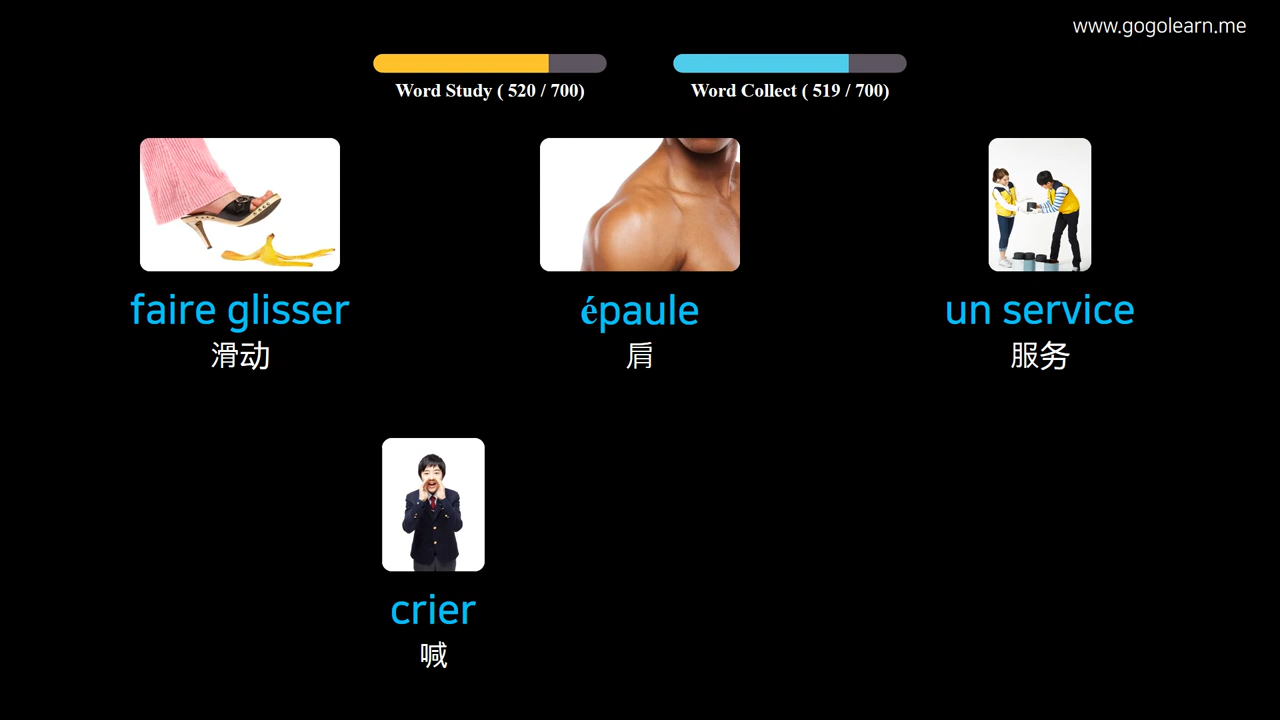 www.gogolearn.me
Word Study ( 520 / 700)
Word Collect ( 519 / 700)
faire glisser
滑动
épaule
肩
un service
服务
crier
喊